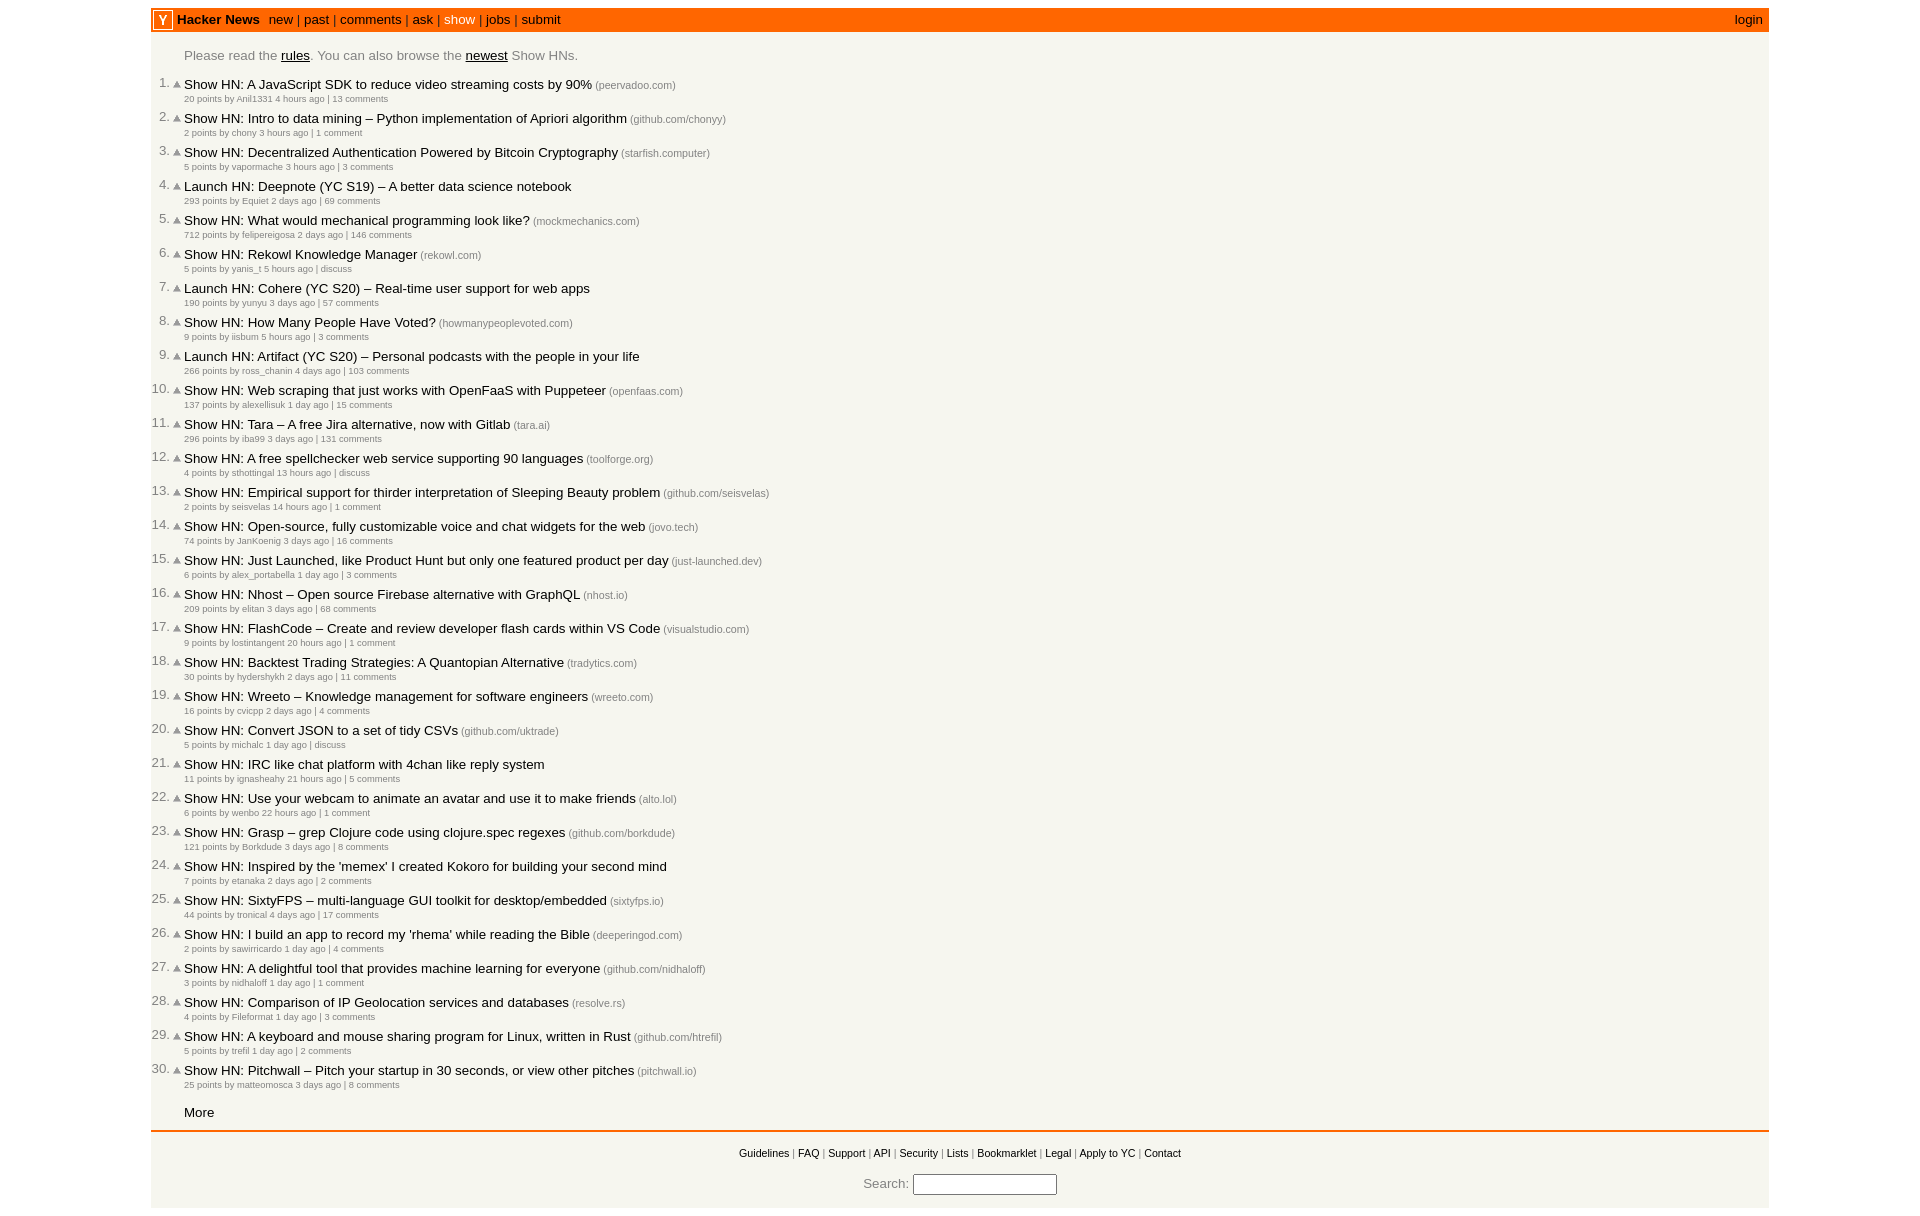 Y Hacker News new | past | comments | ask | show | jobs | submit login
Please read the rules. You can also browse the newest Show HNs.
1. Show HN: A JavaScript SDK to reduce video streaming costs by 90% (peervadoo.com)
20 points by Anil1331 4 hours ago | 13 comments
2. Show HN: Intro to data mining – Python implementation of Apriori algorithm (github.com/chonyy)
2 points by chony 3 hours ago | 1 comment
3. Show HN: Decentralized Authentication Powered by Bitcoin Cryptography (starfish.computer)
5 points by vapormache 3 hours ago | 3 comments
4. Launch HN: Deepnote (YC S19) – A better data science notebook
293 points by Equiet 2 days ago | 69 comments
5. Show HN: What would mechanical programming look like? (mockmechanics.com)
712 points by felipereigosa 2 days ago | 146 comments
6. Show HN: Rekowl Knowledge Manager (rekowl.com)
5 points by yanis_t 5 hours ago | discuss
7. Launch HN: Cohere (YC S20) – Real-time user support for web apps
190 points by yunyu 3 days ago | 57 comments
8. Show HN: How Many People Have Voted? (howmanypeoplevoted.com)
9 points by iisbum 5 hours ago | 3 comments
9. Launch HN: Artifact (YC S20) – Personal podcasts with the people in your life
266 points by ross_chanin 4 days ago | 103 comments
10. Show HN: Web scraping that just works with OpenFaaS with Puppeteer (openfaas.com)
137 points by alexellisuk 1 day ago | 15 comments
11. Show HN: Tara – A free Jira alternative, now with Gitlab (tara.ai)
296 points by iba99 3 days ago | 131 comments
12. Show HN: A free spellchecker web service supporting 90 languages (toolforge.org)
4 points by sthottingal 13 hours ago | discuss
13. Show HN: Empirical support for thirder interpretation of Sleeping Beauty problem (github.com/seisvelas)
2 points by seisvelas 14 hours ago | 1 comment
14. Show HN: Open-source, fully customizable voice and chat widgets for the web (jovo.tech)
74 points by JanKoenig 3 days ago | 16 comments
15. Show HN: Just Launched, like Product Hunt but only one featured product per day (just-launched.dev)
6 points by alex_portabella 1 day ago | 3 comments
16. Show HN: Nhost – Open source Firebase alternative with GraphQL (nhost.io)
209 points by elitan 3 days ago | 68 comments
17. Show HN: FlashCode – Create and review developer flash cards within VS Code (visualstudio.com)
9 points by lostintangent 20 hours ago | 1 comment
18. Show HN: Backtest Trading Strategies: A Quantopian Alternative (tradytics.com)
30 points by hydershykh 2 days ago | 11 comments
19. Show HN: Wreeto – Knowledge management for software engineers (wreeto.com)
16 points by cvicpp 2 days ago | 4 comments
20. Show HN: Convert JSON to a set of tidy CSVs (github.com/uktrade)
5 points by michalc 1 day ago | discuss
21. Show HN: IRC like chat platform with 4chan like reply system
11 points by ignasheahy 21 hours ago | 5 comments
22. Show HN: Use your webcam to animate an avatar and use it to make friends (alto.lol)
6 points by wenbo 22 hours ago | 1 comment
23. Show HN: Grasp – grep Clojure code using clojure.spec regexes (github.com/borkdude)
121 points by Borkdude 3 days ago | 8 comments
24. Show HN: Inspired by the 'memex' I created Kokoro for building your second mind
7 points by etanaka 2 days ago | 2 comments
25. Show HN: SixtyFPS – multi-language GUI toolkit for desktop/embedded (sixtyfps.io)
44 points by tronical 4 days ago | 17 comments
26. Show HN: I build an app to record my 'rhema' while reading the Bible (deeperingod.com)
2 points by sawirricardo 1 day ago | 4 comments
27. Show HN: A delightful tool that provides machine learning for everyone (github.com/nidhaloff)
3 points by nidhaloff 1 day ago | 1 comment
28. Show HN: Comparison of IP Geolocation services and databases (resolve.rs)
4 points by Fileformat 1 day ago | 3 comments
29. Show HN: A keyboard and mouse sharing program for Linux, written in Rust (github.com/htrefil)
5 points by trefil 1 day ago | 2 comments
30. Show HN: Pitchwall – Pitch your startup in 30 seconds, or view other pitches (pitchwall.io)
25 points by matteomosca 3 days ago | 8 comments
More
Guidelines | FAQ | Support | API | Security | Lists | Bookmarklet | Legal | Apply to YC | Contact
Search: